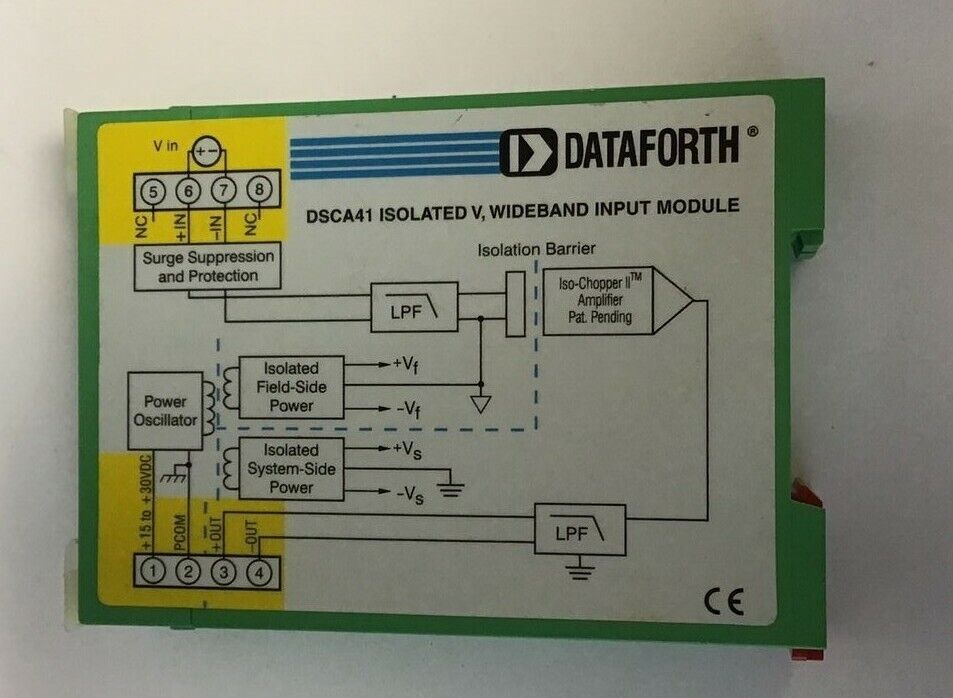 DATAFORTH ®
DSCA41 ISOLATED V, WIDEBAND INPUT MODULE
V in
+ −
5 6 7 8
NC +IN −IN NC
Surge Suppression
and Protection
LPF
Isolation Barrier
Iso-Chopper II™
Amplifier
Pat. Pending
Isolated
Field-Side
Power
+Vf
−Vf
Power
Oscillator
Isolated
System-Side
Power
+Vs
−Vs
+15 to +30VDC
PCOM
+OUT
-OUT
1 2 3 4
LPF
CE